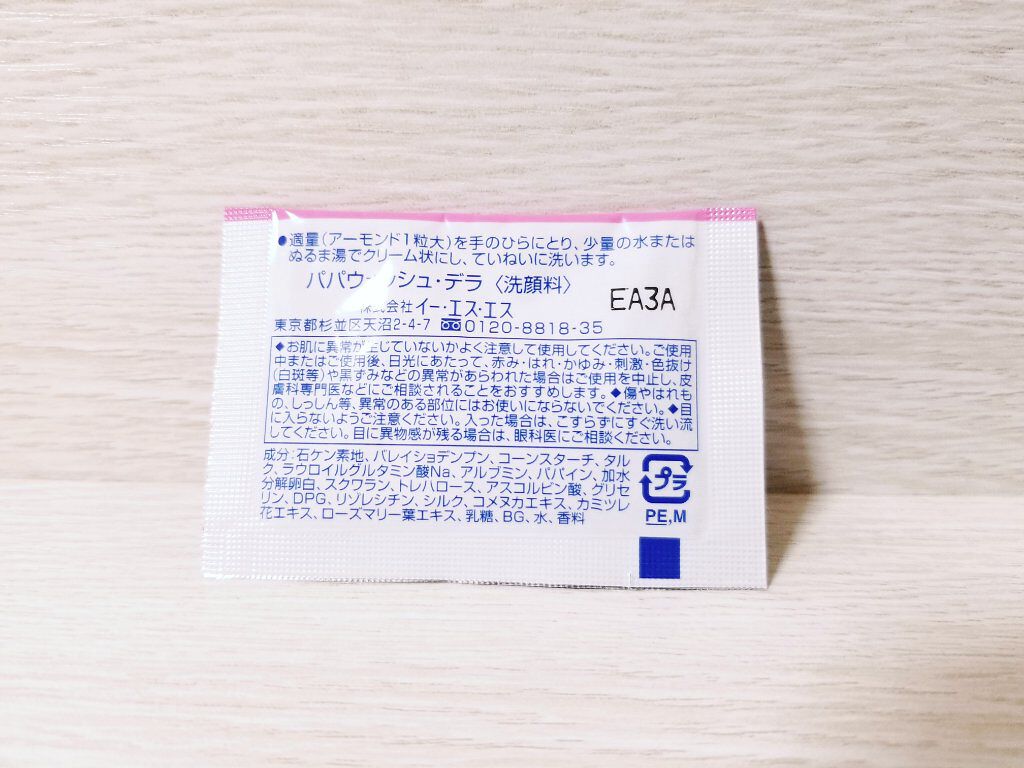 ●適量(アーモンド1粒大)を手のひらにとり、少量の水または
ぬるま湯でクリーム状にし、ていねいに洗います。
パパウォッシュ・デラ〈洗顔料〉
株式会社イー・エス・エス
EA3A
東京都杉並区天沼2-4-7 0120-8818-35
◆お肌に異常が生じていないかよく注意して使用してください。ご使用
中またはご使用後、日光にあたって、赤み・はれ・かゆみ・刺激・色抜け
(白斑等)や黒ずみなどの異常があらわれた場合はご使用を中止し、皮
膚科専門医などにご相談されることをおすすめします。◆傷やはれも
の、しっしん等、異常のある部位にはお使いにならないでください。◆目
に入らないようご注意ください。入った場合は、こすらずにすぐ洗い流
してください。目に異物感が残る場合は、眼科医にご相談ください。
成分:石ケン素地、バレイショデンプン、コーンスターチ、タル
ク、ラウロイルグルタミン酸Na、アルブミン、パパイン、加水
分解卵白、スクワラン、トレハロース、アスコルビン酸、グリセ
リン、DPG、リゾレシチン、シルク、コメヌカエキス、カミツレ
花エキス、ローズマリー葉エキス、乳糖、BG、水、香料
プラ
PE,M